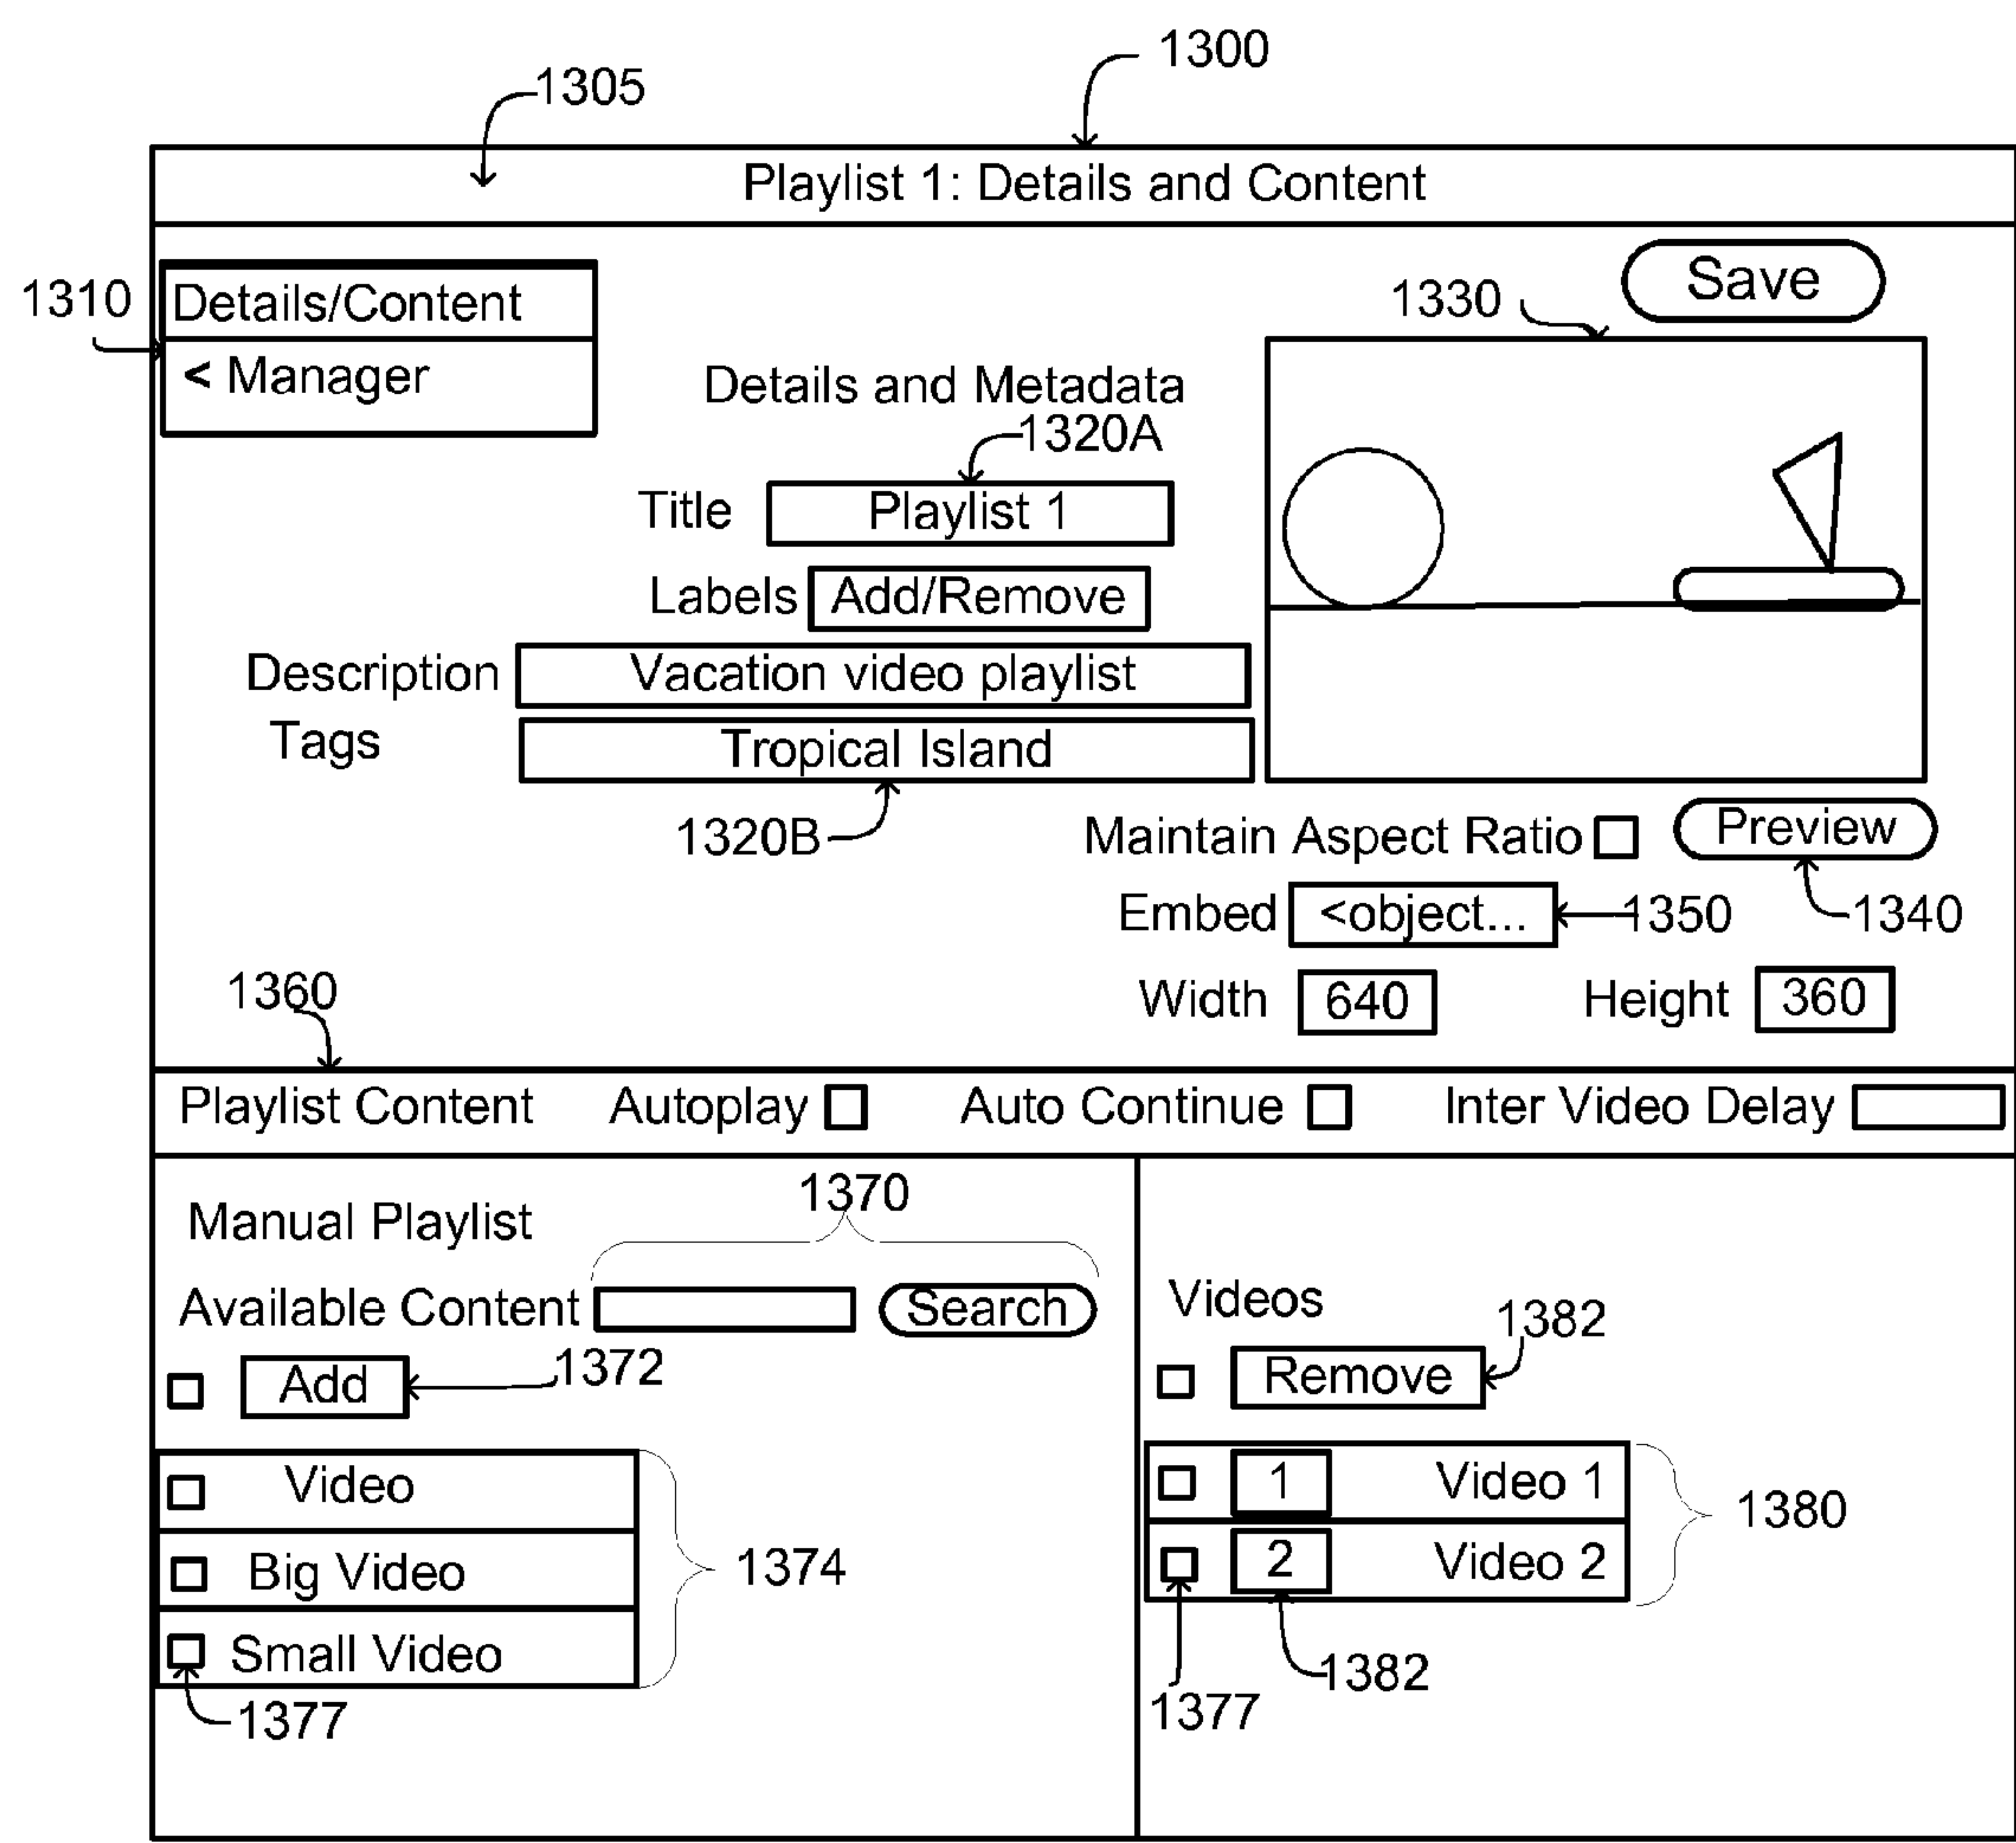 1300
1305
Playlist 1: Details and Content
Save
1310
Details/Content
1330
< Manager
Details and Metadata
1320A
Title Playlist 1
Labels Add/Remove
Description Vacation video playlist
Tags Tropical Island
1320B
Maintain Aspect Ratio Preview
Embed <object... 1350 1340
Width 640 Height 360
1360
Playlist Content Autoplay Auto Continue Inter Video Delay
1370
Manual Playlist
Available Content Search
Videos
1382
Add 1372
Remove
Video
1 Video 1
1380
Big Video
1374
2 Video 2
Small Video
1377
1377
1382